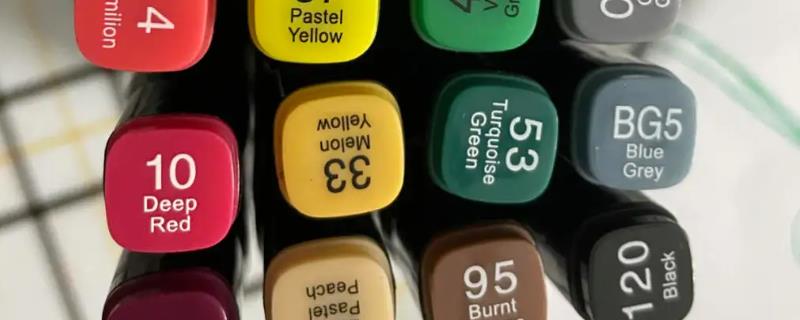 4
milion
Pastel
Yellow
10
Deep
Red
33
Melon
Yellow
53
Turquoise
Green
BG5
Blue
Grey
Pastel
Peach
95
Burnt
120
Black